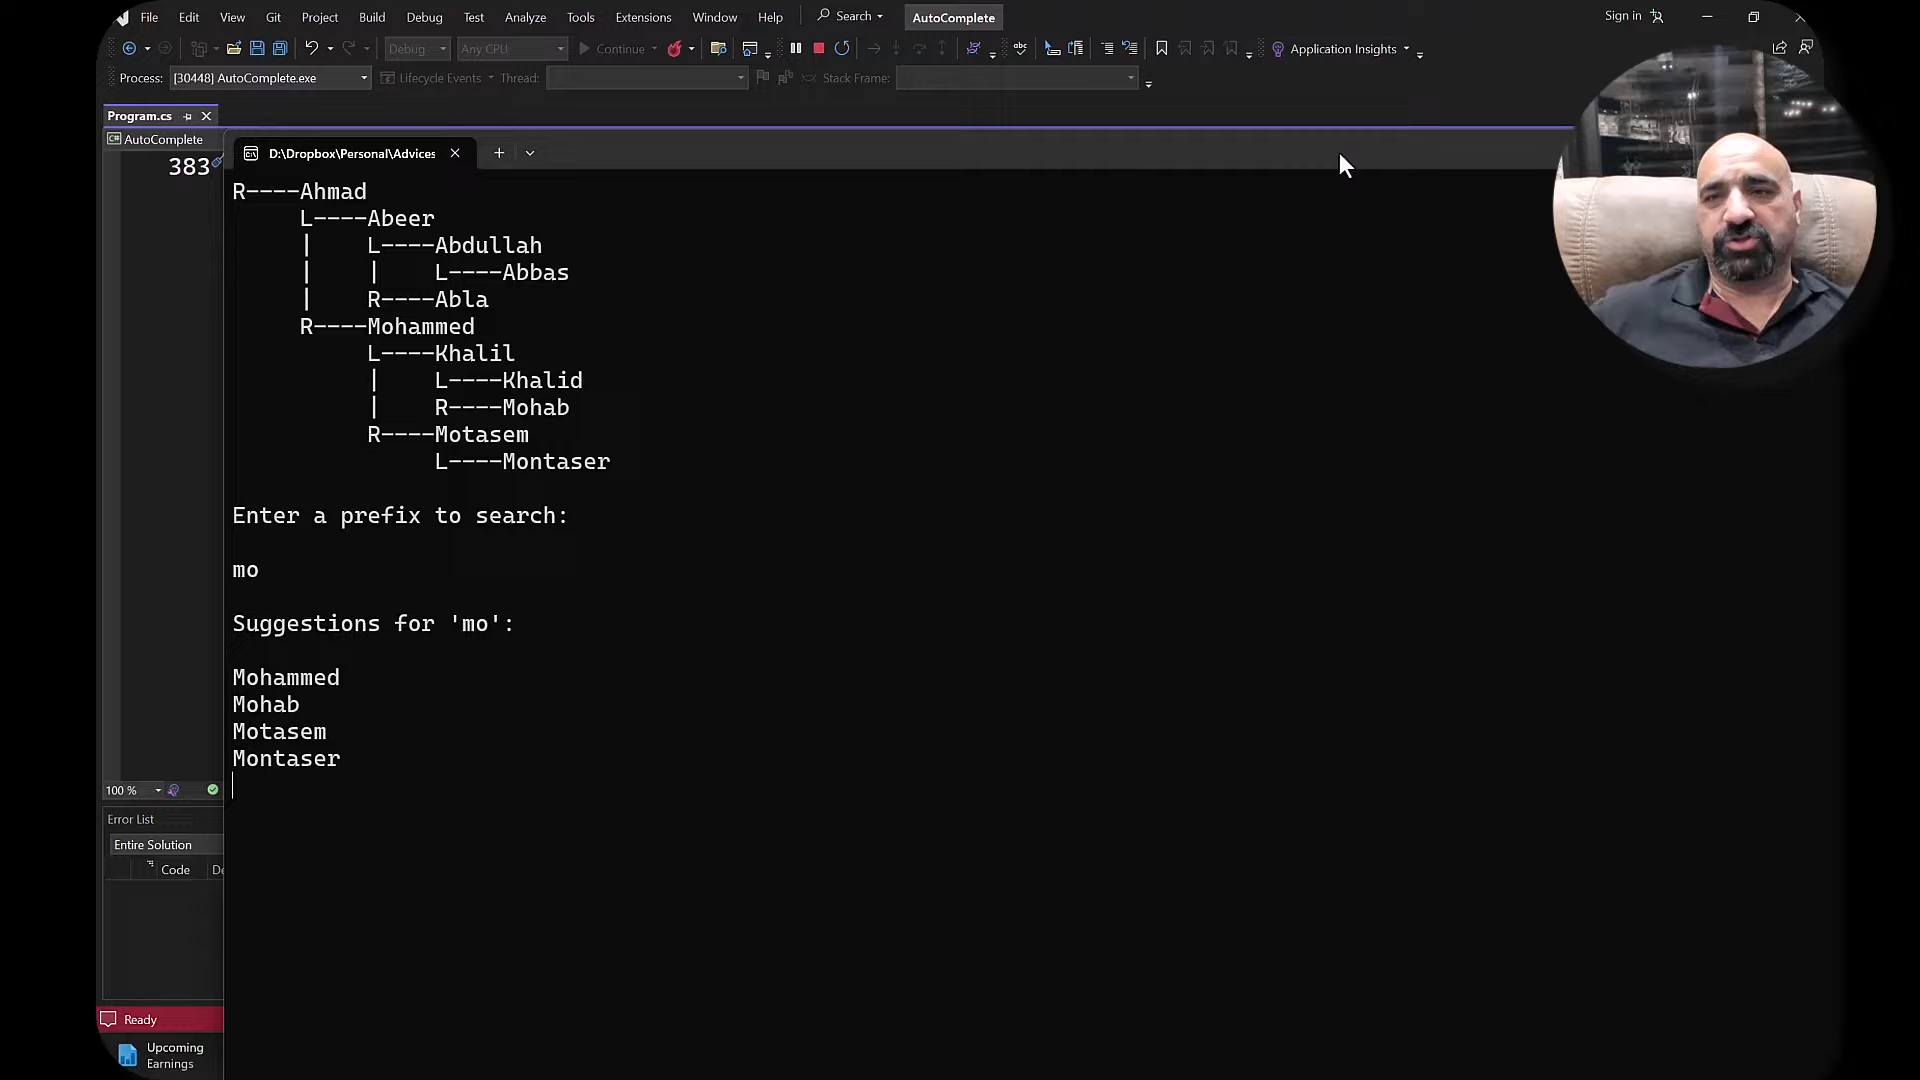 File Edit View Git Project Build Debug Test Analyze Tools Extensions Window Help Search AutoComplete Sign in
Debug Any CPU Continue Application Insights
Process: [30448] AutoComplete.exe Lifecycle Events Thread: Stack Frame:
Program.cs
AutoComplete
383
D:\Dropbox\Personal\Advices
R----Ahmad
L----Abeer
| L----Abdullah
| | L----Abbas
| R----Abla
R----Mohammed
L----Khalil
| L----Khalid
| R----Mohab
R----Motasem
L----Montaser
Enter a prefix to search:
mo
Suggestions for 'mo':
Mohammed
Mohab
Motasem
Montaser
100 %
Error List
Entire Solution
Code
Ready
Upcoming
Earnings